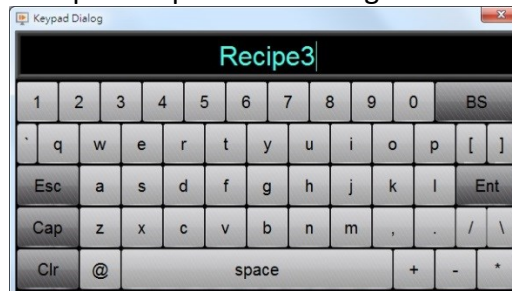 Keypad Dialog
Recipe3
1 2 3 4 5 6 7 8 9 0 BS
` q w e r t y u i o p [ ]
Esc a s d f g h j k l Ent
Cap z x c v b n m , . / \
Clr @ space + - *